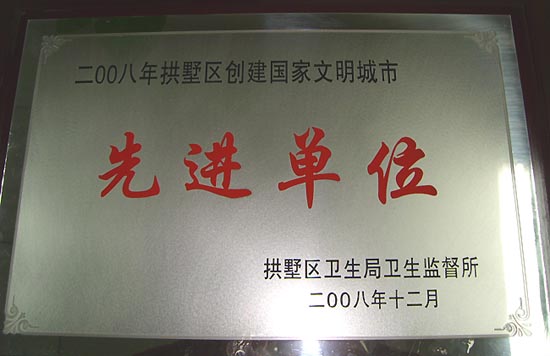 二00八年拱墅区创建国家文明城市
先进单位
拱墅区卫生局卫生监督所
二00八年十二月